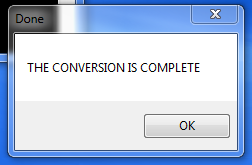 Done
THE CONVERSION IS COMPLETE
OK